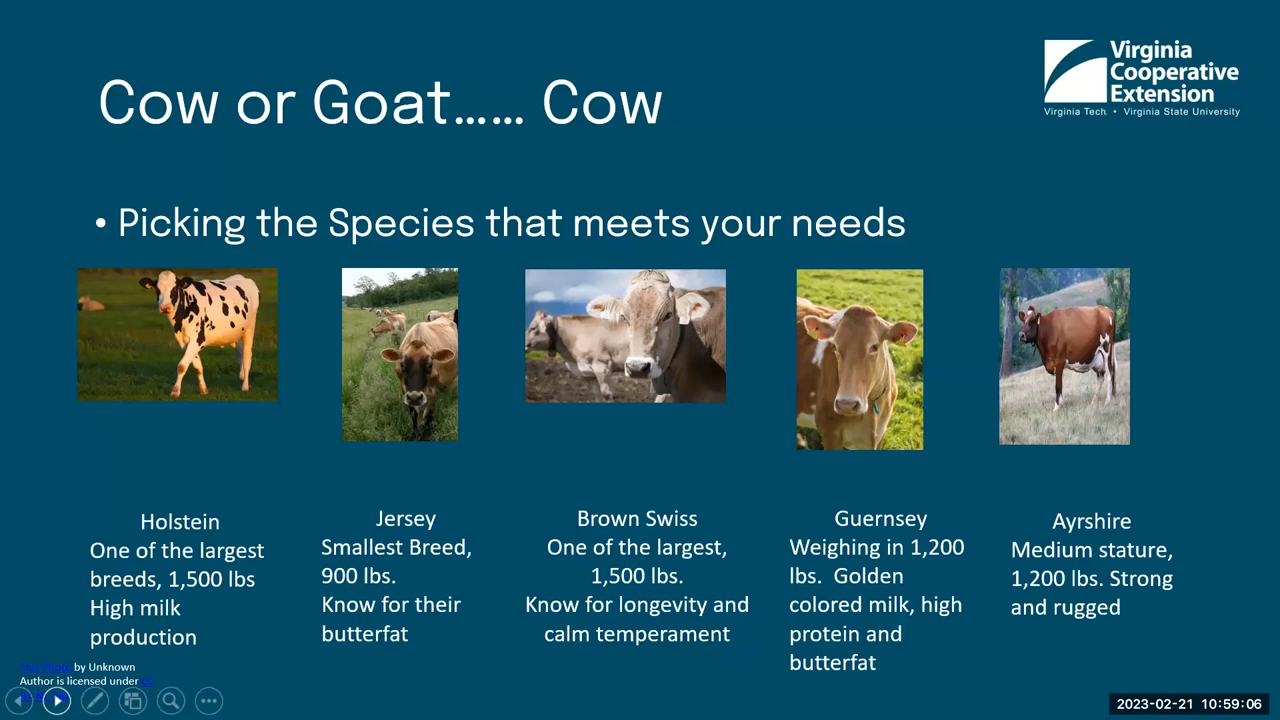 Cow or Goat…… Cow
Virginia
Cooperative
Extension
Virginia Tech • Virginia State University
• Picking the Species that meets your needs
Holstein
One of the largest
breeds, 1,500 lbs
High milk
production
Jersey
Smallest Breed,
900 lbs.
Know for their
butterfat
Brown Swiss
One of the largest,
1,500 lbs.
Know for longevity and
calm temperament
Guernsey
Weighing in 1,200
lbs. Golden
colored milk, high
protein and
butterfat
Ayrshire
Medium stature,
1,200 lbs. Strong
and rugged
This Photo by Unknown
Author is licensed under CC
2023-02-21 10:59:06